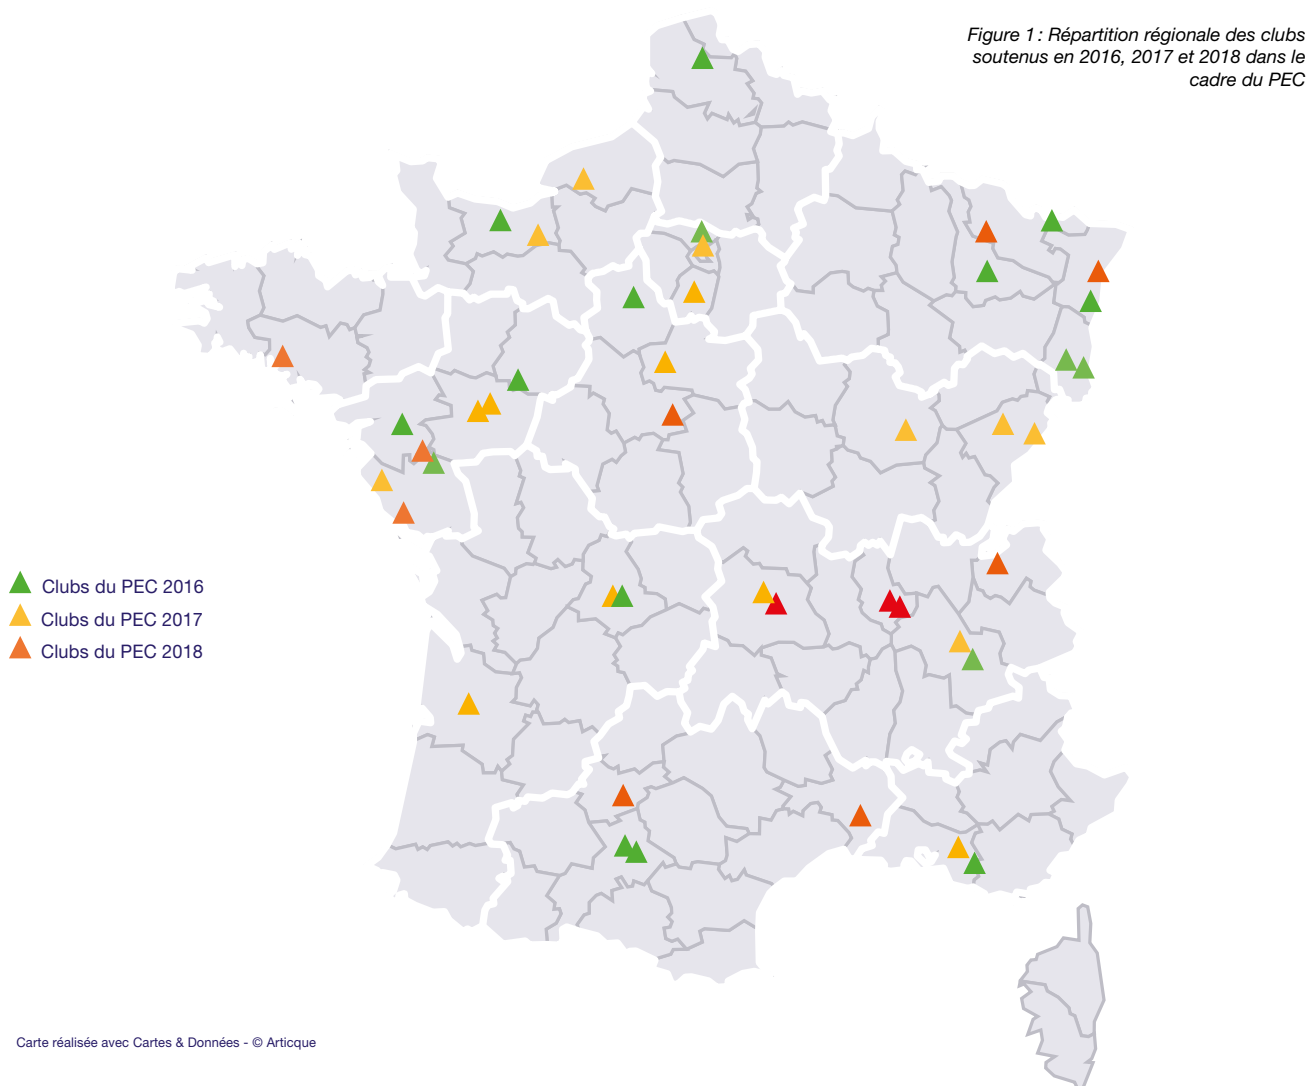 Figure 1 : Répartition régionale des clubs
soutenus en 2016, 2017 et 2018 dans le
cadre du PEC
Clubs du PEC 2016
Clubs du PEC 2017
Clubs du PEC 2018
Carte réalisée avec Cartes & Données - © Articque